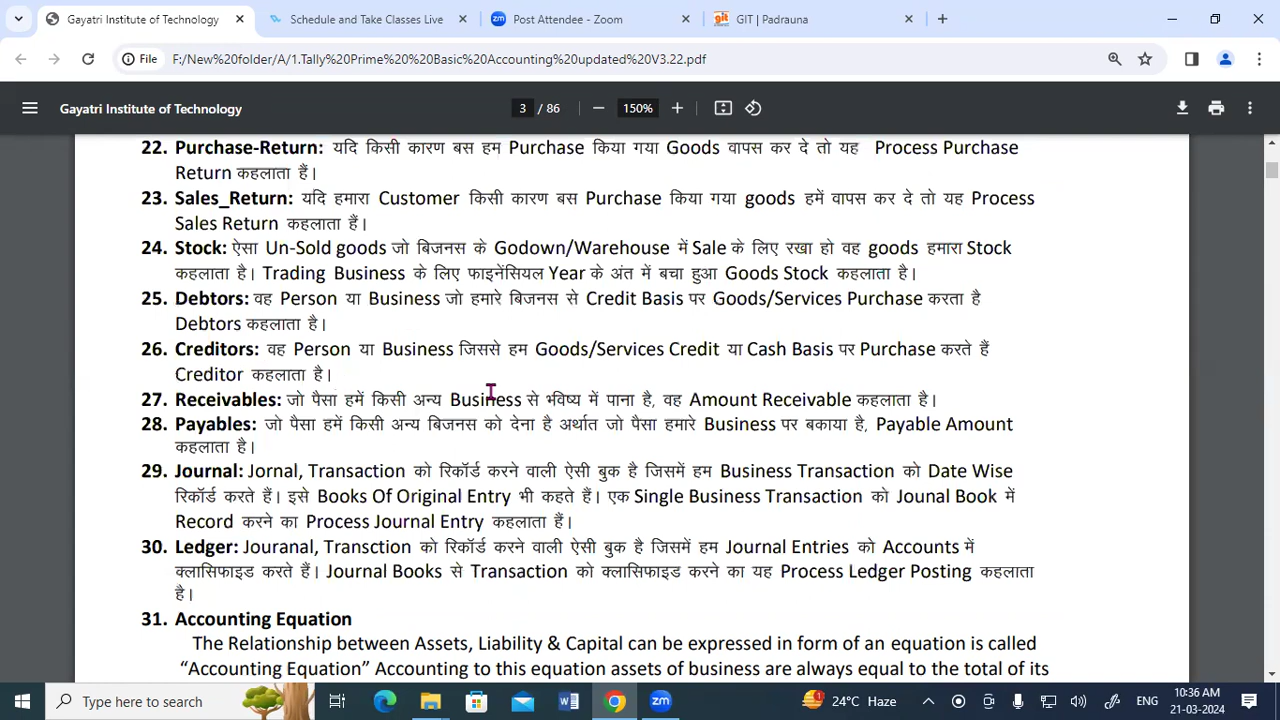 Gayatri Institute of Technology
Schedule and Take Classes Live
Post Attendee - Zoom
GIT | Padrauna
File
F:/New%20folder/A/1.Tally%20Prime%20%20Basic%20Accounting%20updated%20V3.22.pdf
Gayatri Institute of Technology
3 / 86
150%
22. Purchase-Return: यदि किसी कारण बस हम Purchase किया गया Goods वापस कर दे तो यह Process Purchase
Return कहलाता हैं।
23. Sales_Return: यदि हमारा Customer किसी कारण बस Purchase किया गया goods हमें वापस कर दे तो यह Process
Sales Return कहलाता हैं।
24. Stock: ऐसा Un-Sold goods जो बिजनस के Godown/Warehouse में Sale के लिए रखा हो वह goods हमारा Stock
कहलाता है। Trading Business के लिए फाइनेंसियल Year के अंत में बचा हुआ Goods Stock कहलाता है।
25. Debtors: वह Person या Business जो हमारे बिजनस से Credit Basis पर Goods/Services Purchase करता है
Debtors कहलाता है।
26. Creditors: वह Person या Business जिससे हम Goods/Services Credit या Cash Basis पर Purchase करते हैं
Creditor कहलाता है।
27. Receivables: जो पैसा हमें किसी अन्य Business से भविष्य में पाना है, वह Amount Receivable कहलाता है।
28. Payables: जो पैसा हमें किसी अन्य बिजनस को देना है अर्थात जो पैसा हमारे Business पर बकाया है, Payable Amount
कहलाता है।
29. Journal: Jornal, Transaction को रिकॉर्ड करने वाली ऐसी बुक है जिसमें हम Business Transaction को Date Wise
रिकॉर्ड करते हैं। इसे Books Of Original Entry भी कहते हैं। एक Single Business Transaction को Jounal Book में
Record करने का Process Journal Entry कहलाता हैं।
30. Ledger: Jouranal, Transction को रिकॉर्ड करने वाली ऐसी बुक है जिसमें हम Journal Entries को Accounts में
क्लासिफाइड करते हैं। Journal Books से Transaction को क्लासिफाइड करने का यह Process Ledger Posting कहलाता
है।
31. Accounting Equation
The Relationship between Assets, Liability & Capital can be expressed in form of an equation is called
“Accounting Equation” Accounting to this equation assets of business are always equal to the total of its
Type here to search
1
24°C Haze
ENG
10:36 AM
21-03-2024